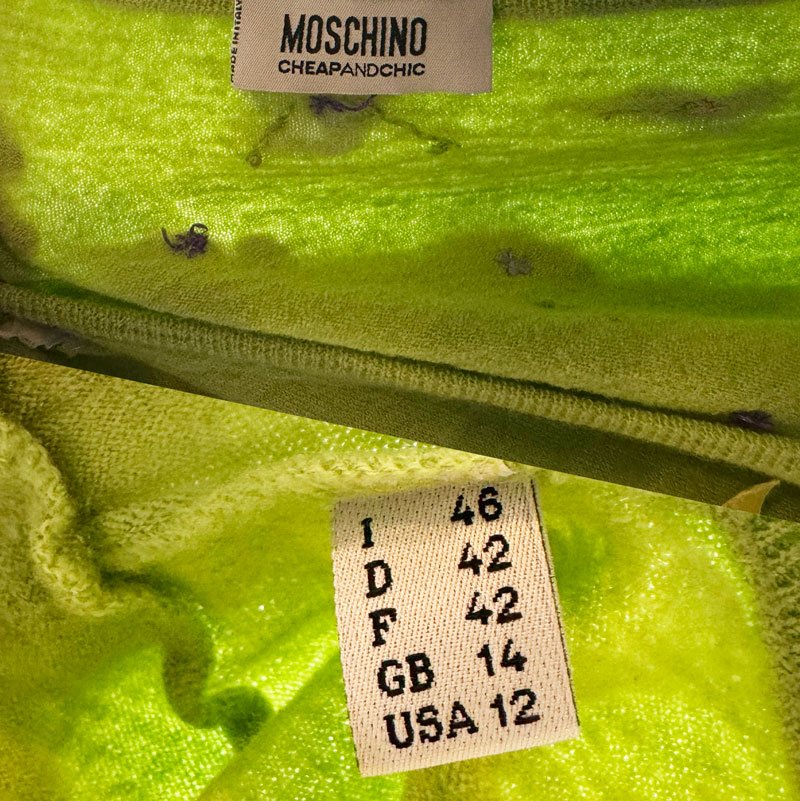 MADE IN ITALY
MOSCHINO
CHEAPANDCHIC
I 46
D 42
F 42
GB 14
USA 12